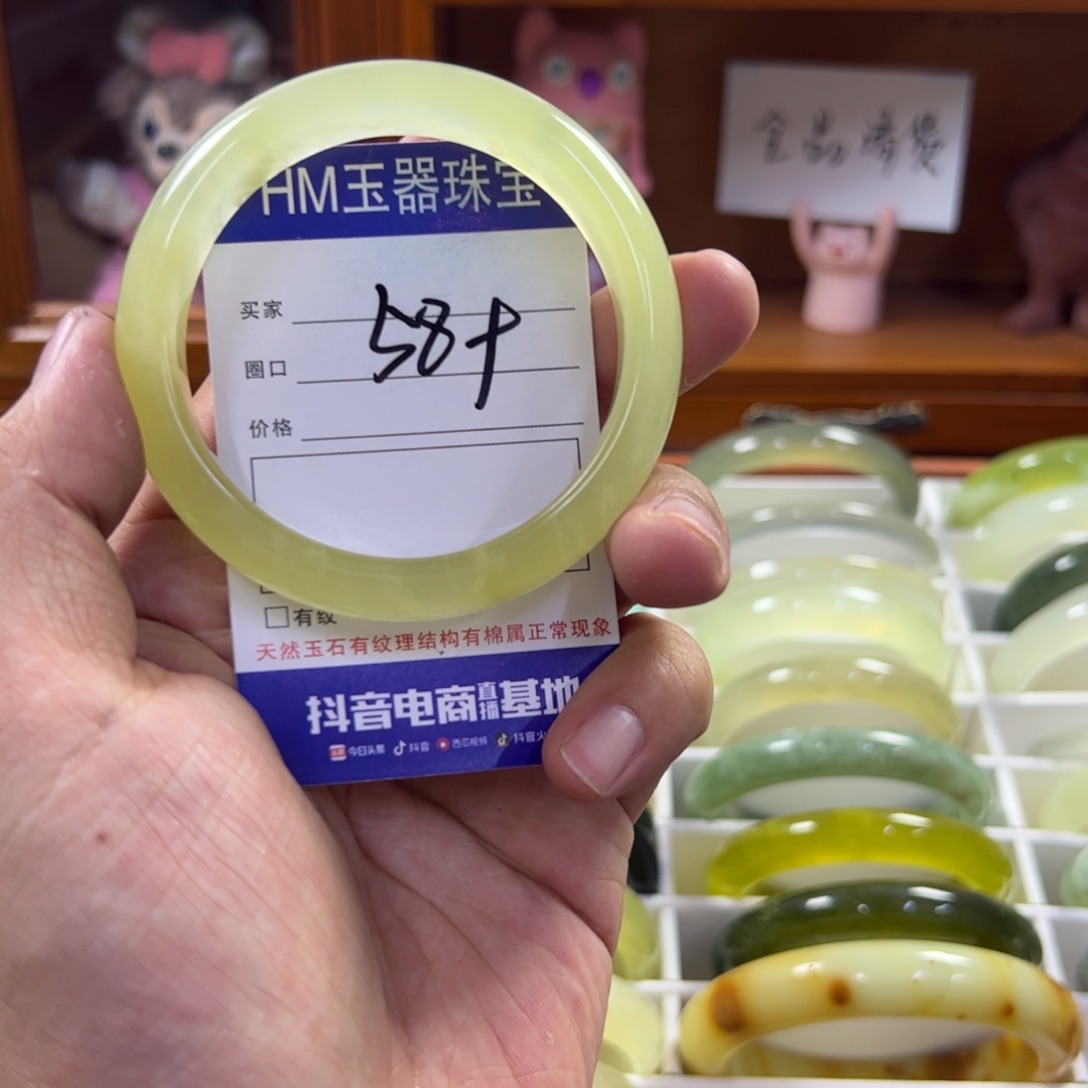 HM玉器珠宝
买家
圈口
58+
价格
有纹
天然玉石有纹理结构有棉属正常现象
抖音电商直播基地
今日头条 抖音 西瓜视频 抖音火